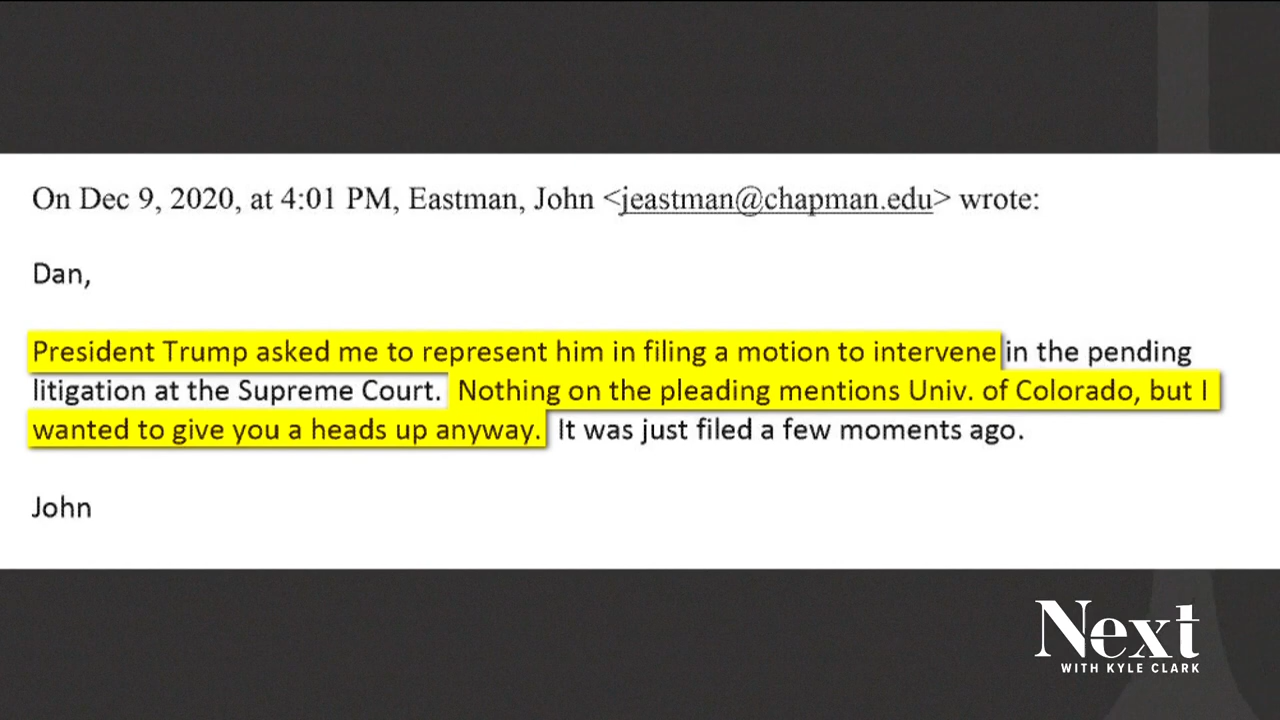 On Dec 9, 2020, at 4:01 PM, Eastman, John <jeastman@chapman.edu> wrote:
Dan,
President Trump asked me to represent him in filing a motion to intervene in the pending
litigation at the Supreme Court. Nothing on the pleading mentions Univ. of Colorado, but I
wanted to give you a heads up anyway. It was just filed a few moments ago.
John
Next
WITH KYLE CLARK